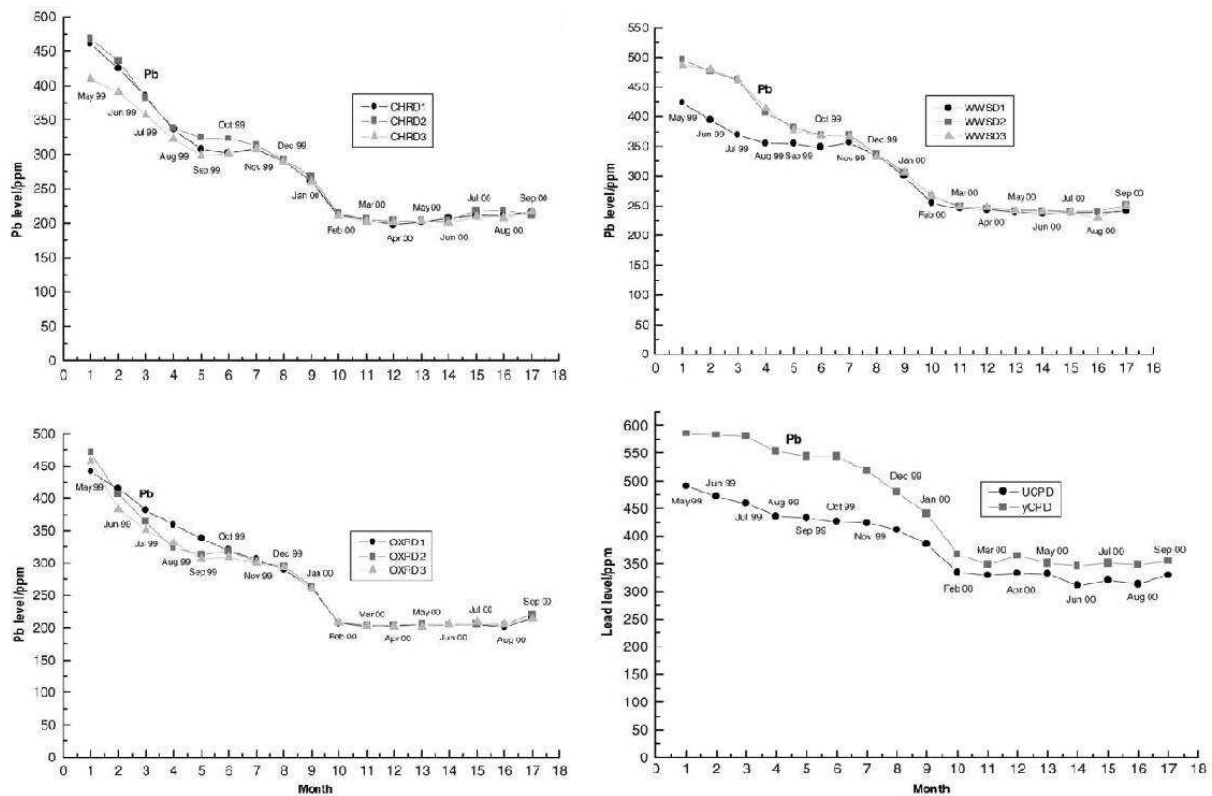 500
450
400
350
300
250
200
150
100
50
0
Pb level/ppm
Pb
May 99
Jun 99
Jul 99
Aug 99
Sep 99
Oct 99
Nov 99
Dec 99
Jan 00
Feb 00
Mar 00
Apr 00
May 00
Jun 00
Jul 00
Aug 00
Sep 00
CHRD1
CHRD2
CHRD3
0 1 2 3 4 5 6 7 8 9 10 11 12 13 14 15 16 17 18
550
500
450
400
350
300
250
200
150
100
50
0
Pb level/ppm
Pb
May 99
Jun 99
Jul 99
Aug 99
Sep 99
Oct 99
Nov 99
Dec 99
Jan 00
Feb 00
Mar 00
Apr 00
May 00
Jun 00
Jul 00
Aug 00
Sep 00
WWSD1
WWSD2
WWSD3
0 1 2 3 4 5 6 7 8 9 10 11 12 13 14 15 16 17 18
500
450
400
350
300
250
200
150
100
50
0
Pb level/ppm
Pb
May 99
Jun 99
Jul 99
Aug 99
Sep 99
Oct 99
Nov 99
Dec 99
Jan 00
Feb 00
Mar 00
Apr 00
May 00
Jun 00
Jul 00
Aug 00
Sep 00
OXRD1
OXRD2
OXRD3
0 1 2 3 4 5 6 7 8 9 10 11 12 13 14 15 16 17 18
Month
600
550
500
450
400
350
300
250
200
150
100
50
0
Lead level/ppm
Pb
May 99
Jun 99
Jul 99
Aug 99
Sep 99
Oct 99
Nov 99
Dec 99
Jan 00
Feb 00
Mar 00
Apr 00
May 00
Jun 00
Jul 00
Aug 00
Sep 00
UCPD
yCPD
0 1 2 3 4 5 6 7 8 9 10 11 12 13 14 15 16 17 18
Month